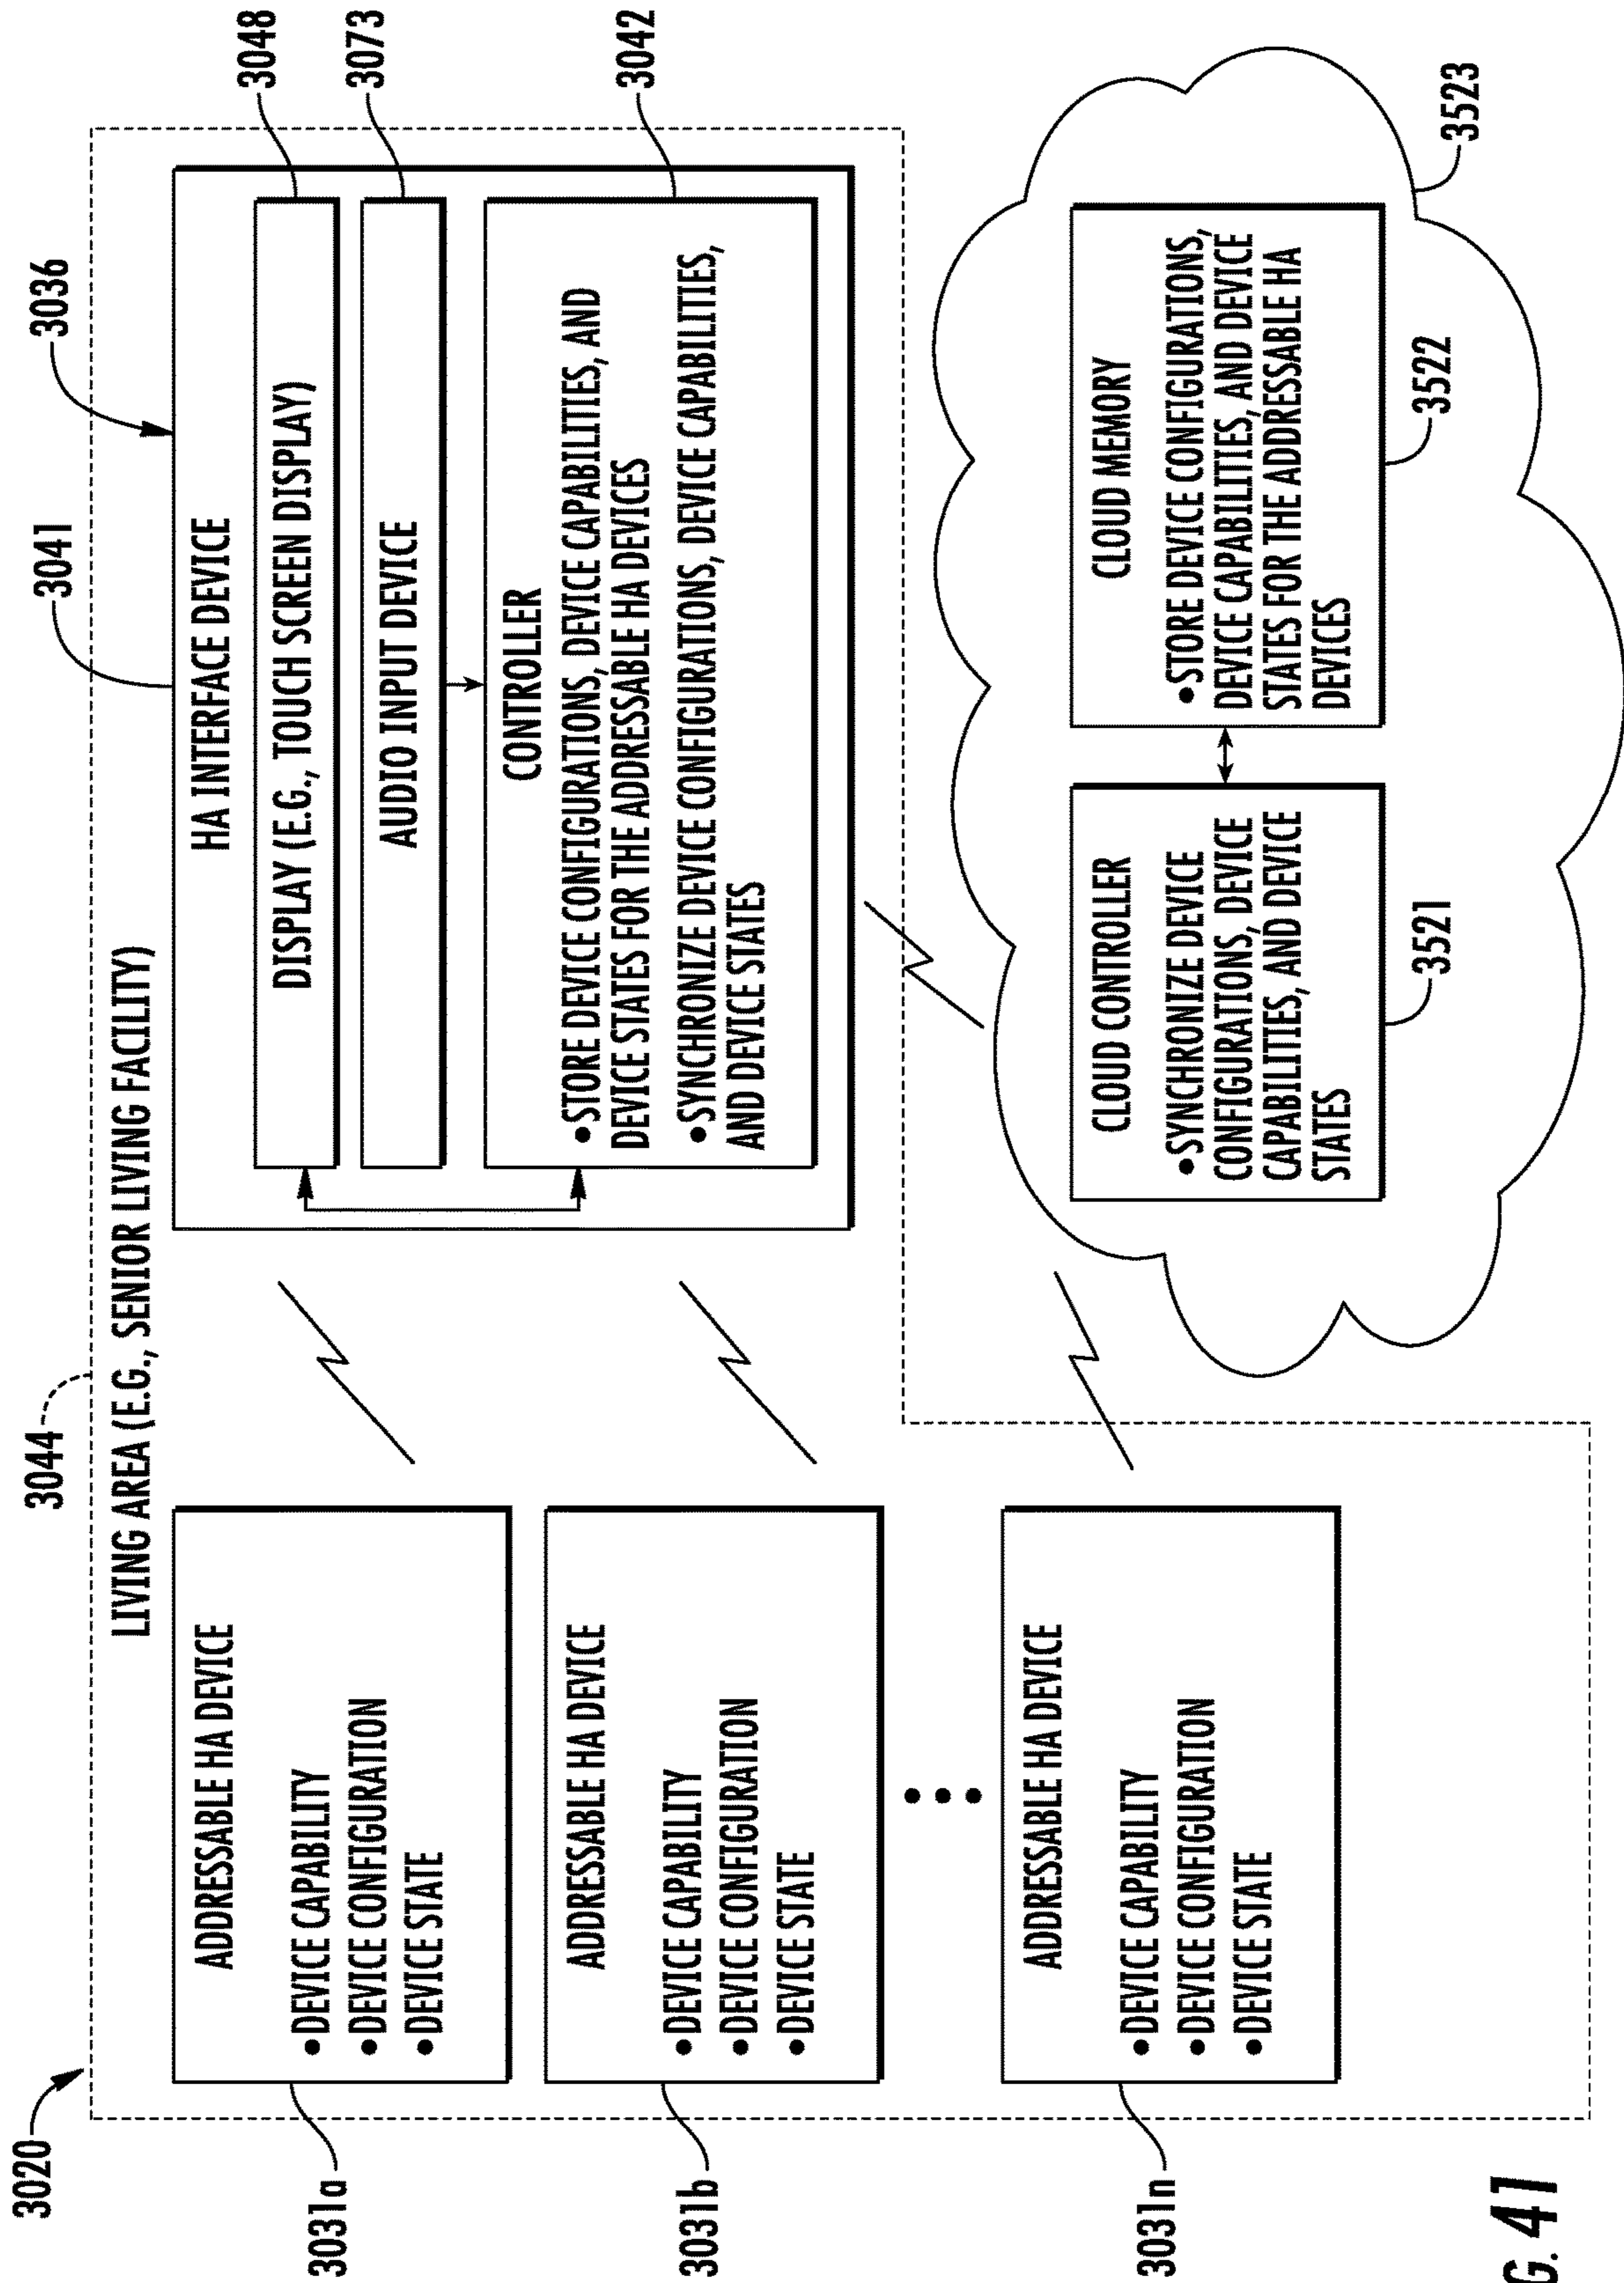 3020
3044
LIVING AREA (E.G., SENIOR LIVING FACILITY)
3041
3036
ADDRESSABLE HA DEVICE
•DEVICE CAPABILITY
•DEVICE CONFIGURATION
•DEVICE STATE
3031a
ADDRESSABLE HA DEVICE
•DEVICE CAPABILITY
•DEVICE CONFIGURATION
•DEVICE STATE
3031b
ADDRESSABLE HA DEVICE
•DEVICE CAPABILITY
•DEVICE CONFIGURATION
•DEVICE STATE
3031n
HA INTERFACE DEVICE
DISPLAY (E.G., TOUCH SCREEN DISPLAY)
3048
AUDIO INPUT DEVICE
3073
CONTROLLER
•STORE DEVICE CONFIGURATIONS, DEVICE CAPABILITIES, AND
DEVICE STATES FOR THE ADDRESSABLE HA DEVICES
•SYNCHRONIZE DEVICE CONFIGURATIONS, DEVICE CAPABILITIES,
AND DEVICE STATES
3042
CLOUD CONTROLLER
•SYNCHRONIZE DEVICE
CONFIGURATIONS, DEVICE
CAPABILITIES, AND DEVICE
STATES
3521
CLOUD MEMORY
•STORE DEVICE CONFIGURATIONS,
DEVICE CAPABILITIES, AND DEVICE
STATES FOR THE ADDRESSABLE HA
DEVICES
3522
3523
G. 41